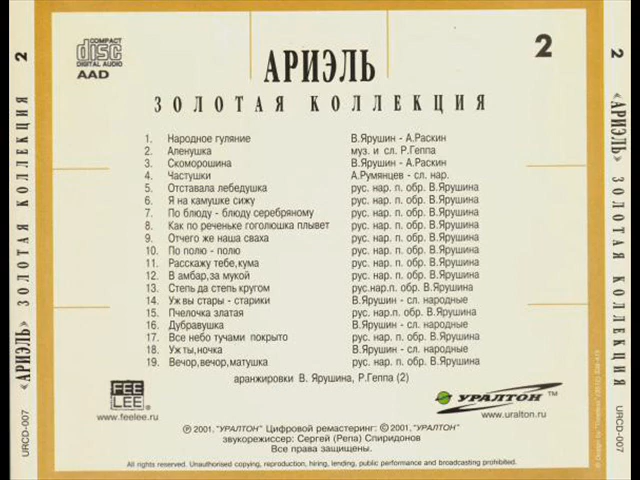 COMPACT
disc
DIGITAL AUDIO
AAD
2
АРИЭЛЬ
ЗОЛОТАЯ КОЛЛЕКЦИЯ
1. Народное гуляние В.Ярушин - А.Раскин
2. Аленушка муз. и сл. Р.Геппа
3. Скоморошина В.Ярушин - А.Раскин
4. Частушки А.Румянцев - сл. нар.
5. Отставала лебедушка рус. нар. п. обр. В.Ярушина
6. Я на камушке сижу рус. нар. п. обр. В.Ярушина
7. По блюду - блюду серебряному рус. нар. п. обр. В.Ярушина
8. Как по реченьке гоголюшка плывет рус. нар. п. обр. В.Ярушина
9. Отчего же наша сваха рус. нар. п. обр. В.Ярушина
10. По полю - полю рус. нар. п. обр. В.Ярушина
11. Расскажу тебе,кума рус. нар. п. обр. В.Ярушина
12. В амбар,за мукой рус. нар. п. обр. В.Ярушина
13. Степь да степь кругом рус. нар.п. обр. В.Ярушина
14. Уж вы стары - старики В.Ярушин - сл. народные
15. Пчелочка златая рус. нар.п. обр. В.Ярушина
16. Дубравушка В.Ярушин - сл. народные
17. Все небо тучами покрыто рус. нар. п. обр. В.Ярушина
18. Уж ты,ночка В.Ярушин - сл. народные
19. Вечор,вечор,матушка рус. нар. п. обр. В.Ярушина
аранжировки В. Ярушина, Р.Геппа (2)
FEE
LEE
www.feelee.ru
УРАЛТОН™
www.uralton.ru
Ⓟ 2001, "УРАЛТОН" Цифровой ремастеринг: © 2001, "УРАЛТОН"
звукорежиссер: Сергей (Репа) Спиридонов
Все права защищены.
All rights reserved. Unauthorised copying, reproduction, hiring, lending, public performance and broadcasting prohibited.
«АРИЭЛЬ» ЗОЛОТАЯ КОЛЛЕКЦИЯ 2
URCD-007
2 «АРИЭЛЬ» ЗОЛОТАЯ КОЛЛЕКЦИЯ
URCD-007